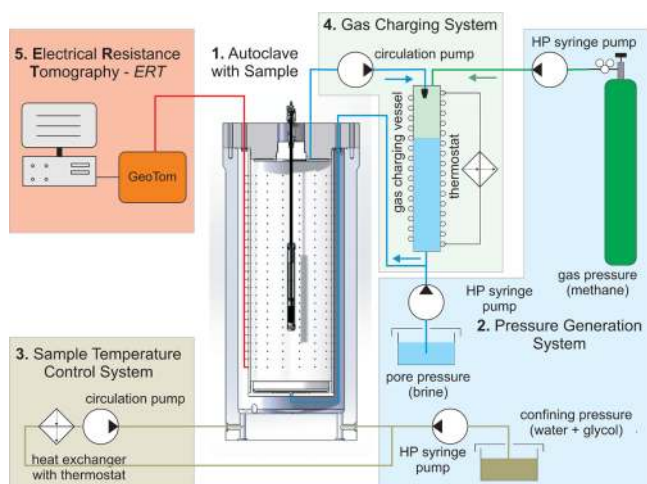 4. Gas Charging System
5. Electrical Resistance
Tomography - ERT
1. Autoclave
with Sample
circulation pump
HP syringe pump
GeoTom
gas charging vessel
thermostat
gas pressure
(methane)
HP syringe
pump
2. Pressure Generation
System
pore pressure
(brine)
3. Sample Temperature
Control System
circulation pump
heat exchanger
with thermostat
HP syringe
pump
confining pressure
(water + glycol)